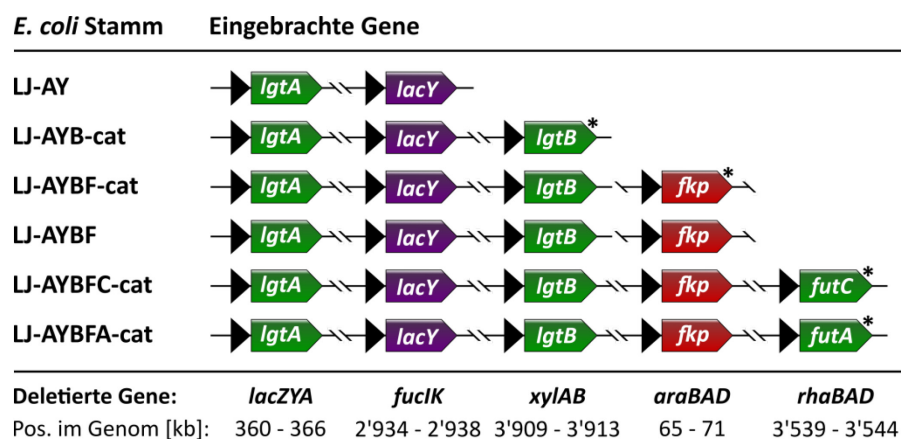 E. coli Stamm Eingebrachte Gene
LJ-AY lgtA lacY
LJ-AYB-cat lgtA lacY lgtB *
LJ-AYBF-cat lgtA lacY lgtB fkp *
LJ-AYBF lgtA lacY lgtB fkp
LJ-AYBFC-cat lgtA lacY lgtB fkp futC *
LJ-AYBFA-cat lgtA lacY lgtB fkp futA *
Deletierte Gene: lacZYA fucIK xylAB araBAD rhaBAD
Pos. im Genom [kb]: 360 - 366 2'934 - 2'938 3'909 - 3'913 65 - 71 3'539 - 3'544